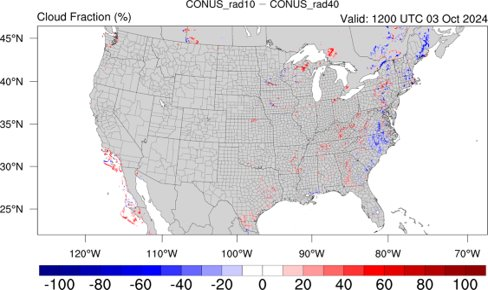 CONUS_rad10 − CONUS_rad40
Cloud Fraction (%)
Valid: 1200 UTC 03 Oct 2024
45°N
40°N
35°N
30°N
25°N
120°W 110°W 100°W 90°W 80°W 70°W
-100 -80 -60 -40 -20 0 20 40 60 80 100